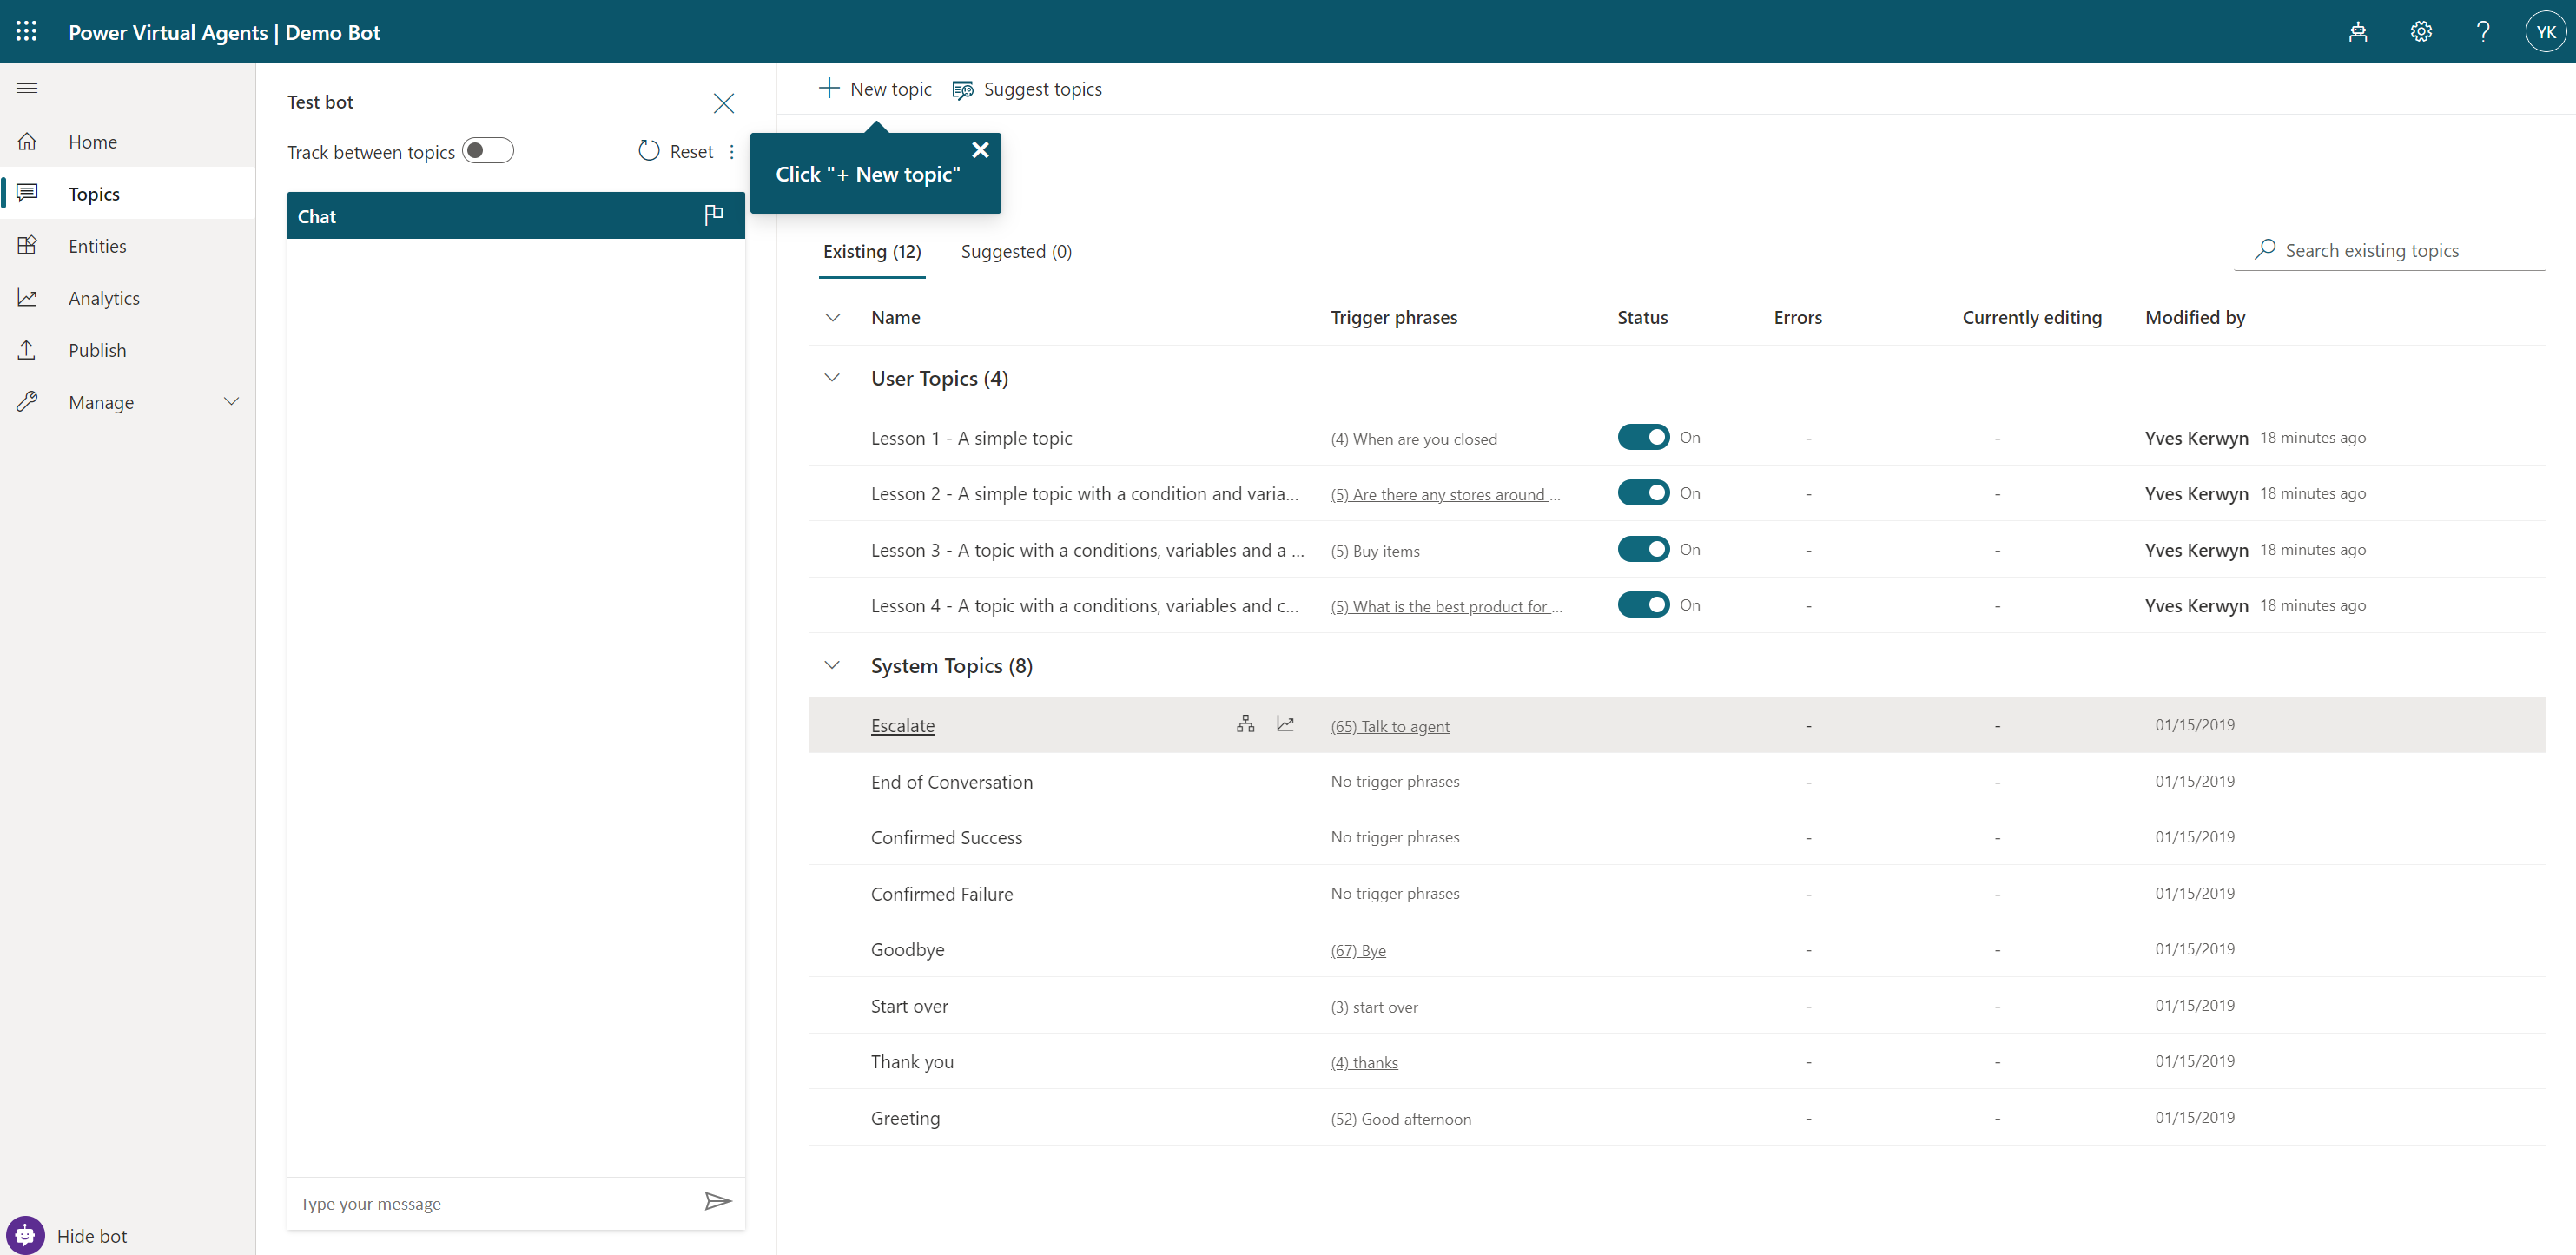 Power Virtual Agents | Demo Bot
YK
Home
Topics
Entities
Analytics
Publish
Manage
Hide bot
Test bot
Track between topics
Reset
Chat
Type your message
New topic
Suggest topics
Click "+ New topic"
Existing (12)
Suggested (0)
Search existing topics
Name Trigger phrases Status Errors Currently editing Modified by
User Topics (4)
Lesson 1 - A simple topic (4) When are you closed On - - Yves Kerwyn 18 minutes ago
Lesson 2 - A simple topic with a condition and varia... (5) Are there any stores around ... On - - Yves Kerwyn 18 minutes ago
Lesson 3 - A topic with a conditions, variables and a ... (5) Buy items On - - Yves Kerwyn 18 minutes ago
Lesson 4 - A topic with a conditions, variables and c... (5) What is the best product for ... On - - Yves Kerwyn 18 minutes ago
System Topics (8)
Escalate (65) Talk to agent - - 01/15/2019
End of Conversation No trigger phrases - - 01/15/2019
Confirmed Success No trigger phrases - - 01/15/2019
Confirmed Failure No trigger phrases - - 01/15/2019
Goodbye (67) Bye - - 01/15/2019
Start over (3) start over - - 01/15/2019
Thank you (4) thanks - - 01/15/2019
Greeting (52) Good afternoon - - 01/15/2019